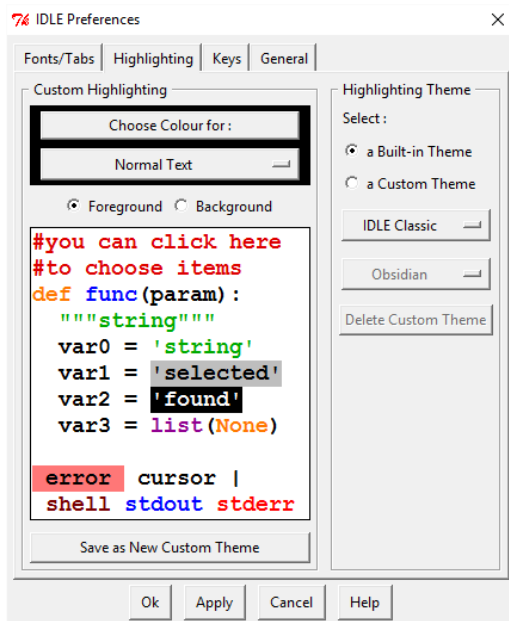 IDLE Preferences
Fonts/Tabs Highlighting Keys General
Custom Highlighting
Choose Colour for :
Normal Text
Foreground Background
#you can click here
#to choose items
def func(param):
"""string"""
var0 = 'string'
var1 = 'selected'
var2 = 'found'
var3 = list(None)
error cursor |
shell stdout stderr
Save as New Custom Theme
Highlighting Theme
Select :
a Built-in Theme
a Custom Theme
IDLE Classic
Obsidian
Delete Custom Theme
Ok Apply Cancel Help